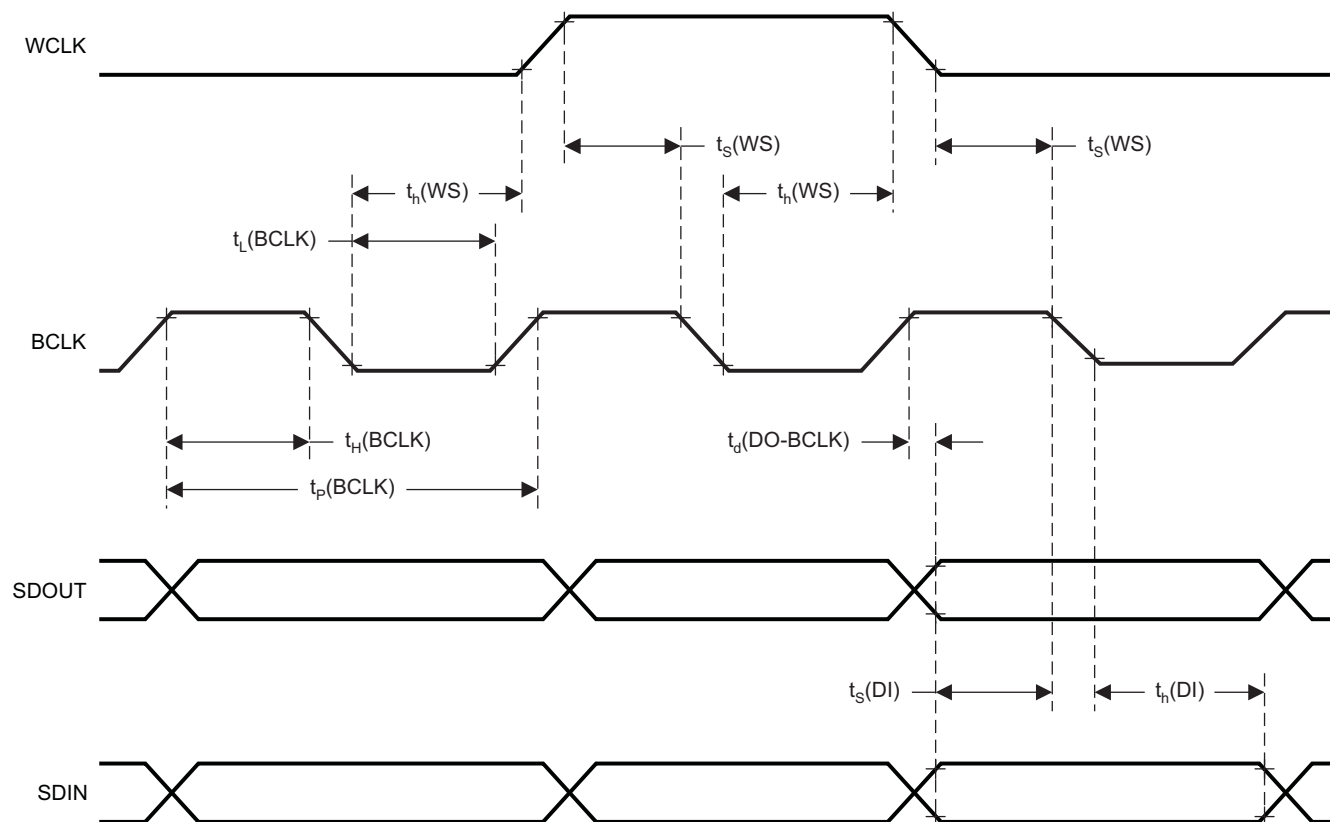 WCLK
tS(WS)
tS(WS)
th(WS)
th(WS)
tL(BCLK)
BCLK
tH(BCLK)
td(DO-BCLK)
tP(BCLK)
SDOUT
tS(DI)
th(DI)
SDIN